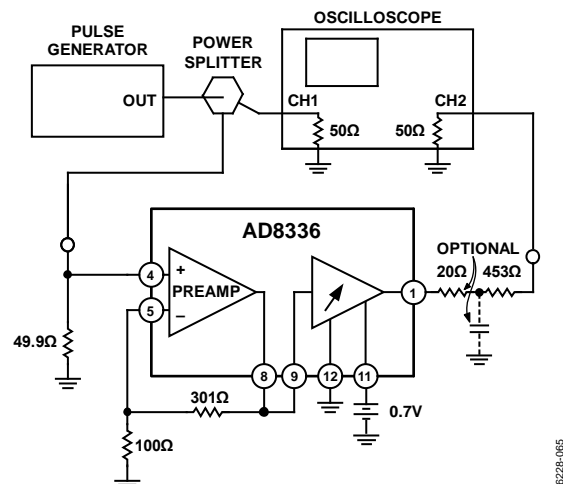 OSCILLOSCOPE
PULSE
GENERATOR
POWER
SPLITTER
OUT
CH1
CH2
50Ω
50Ω
AD8336
OPTIONAL
4
+
PREAMP
5
–
1
20Ω
453Ω
49.9Ω
8
9
12
11
301Ω
0.7V
100Ω
6228-065